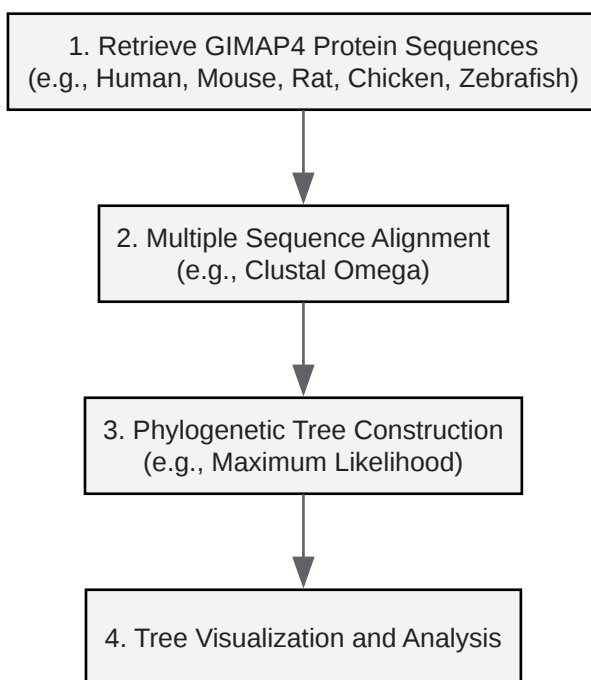 1. Retrieve GIMAP4 Protein Sequences
(e.g., Human, Mouse, Rat, Chicken, Zebrafish)
2. Multiple Sequence Alignment
(e.g., Clustal Omega)
3. Phylogenetic Tree Construction
(e.g., Maximum Likelihood)
4. Tree Visualization and Analysis